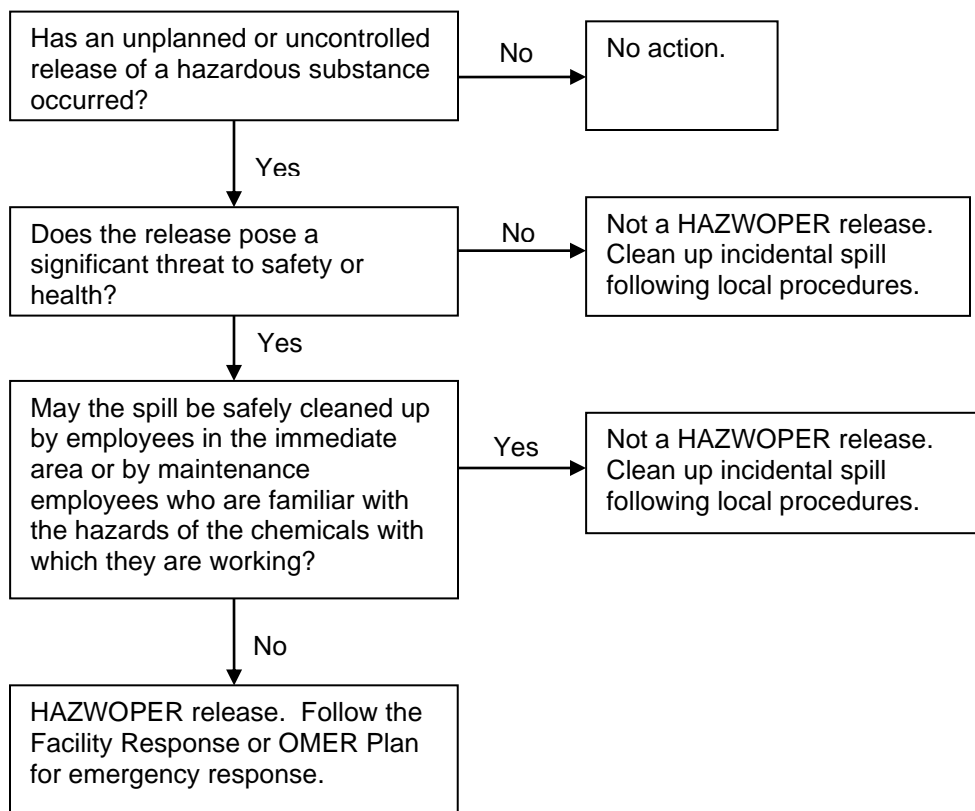 Has an unplanned or uncontrolled
release of a hazardous substance
occurred?
No
No action.
Yes
Does the release pose a
significant threat to safety or
health?
No
Not a HAZWOPER release.
Clean up incidental spill
following local procedures.
Yes
May the spill be safely cleaned up
by employees in the immediate
area or by maintenance
employees who are familiar with
the hazards of the chemicals with
which they are working?
Yes
Not a HAZWOPER release.
Clean up incidental spill
following local procedures.
No
HAZWOPER release.  Follow the
Facility Response or OMER Plan
for emergency response.